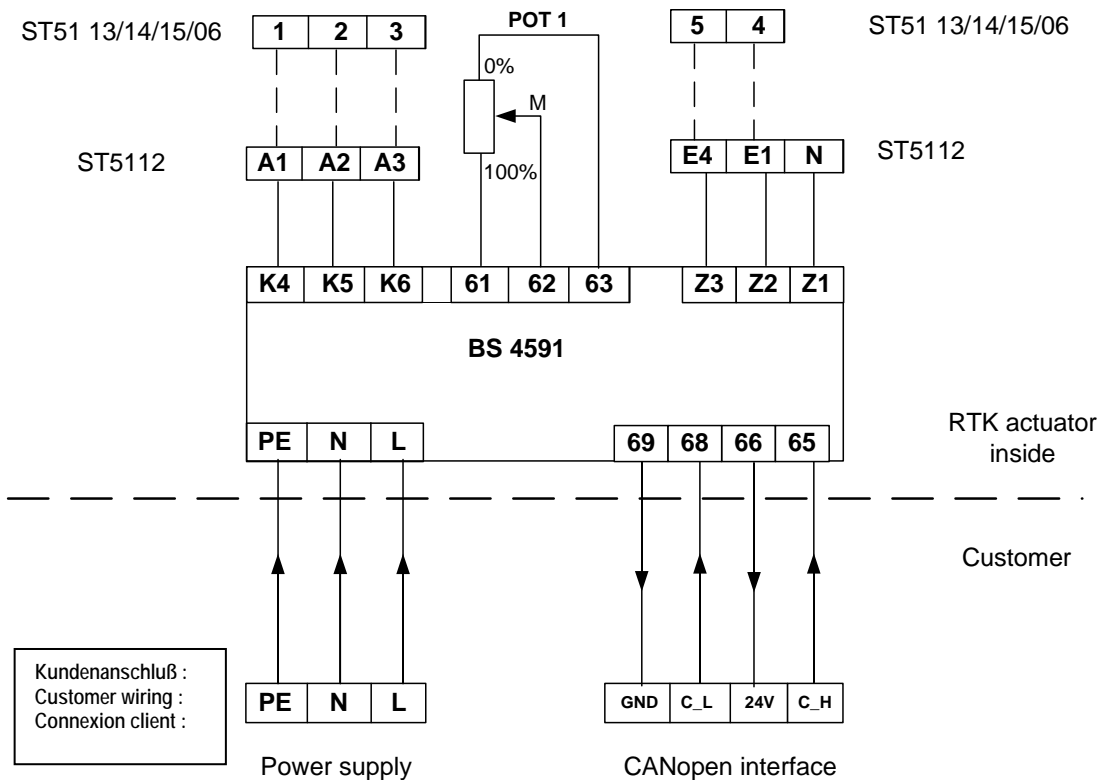 ST51 13/14/15/06
1 2 3
POT 1
5 4
ST51 13/14/15/06
0%
M
ST5112
A1 A2 A3
100%
E4 E1 N
ST5112
K4 K5 K6 61 62 63 Z3 Z2 Z1
BS 4591
PE N L
69 68 66 65
RTK actuator
inside
Customer
Kundenanschluß :
Customer wiring :
Connexion client :
PE N L
GND C_L 24V C_H
Power supply
CANopen interface